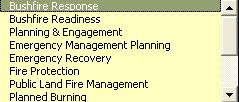 Bushfire Response
Bushfire Readiness
Planning & Engagement
Emergency Management Planning
Emergency Recovery
Fire Protection
Public Land Fire Management
Planned Burning